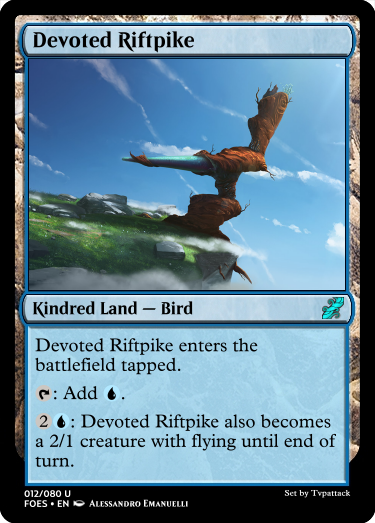 Devoted Riftpike
Kindred Land — Bird
Devoted Riftpike enters the
battlefield tapped.
: Add .
2 : Devoted Riftpike also becomes
a 2/1 creature with flying until end of
turn.
012/080 U
Set by Tvpattack
FOES • EN Alessandro Emanuelli